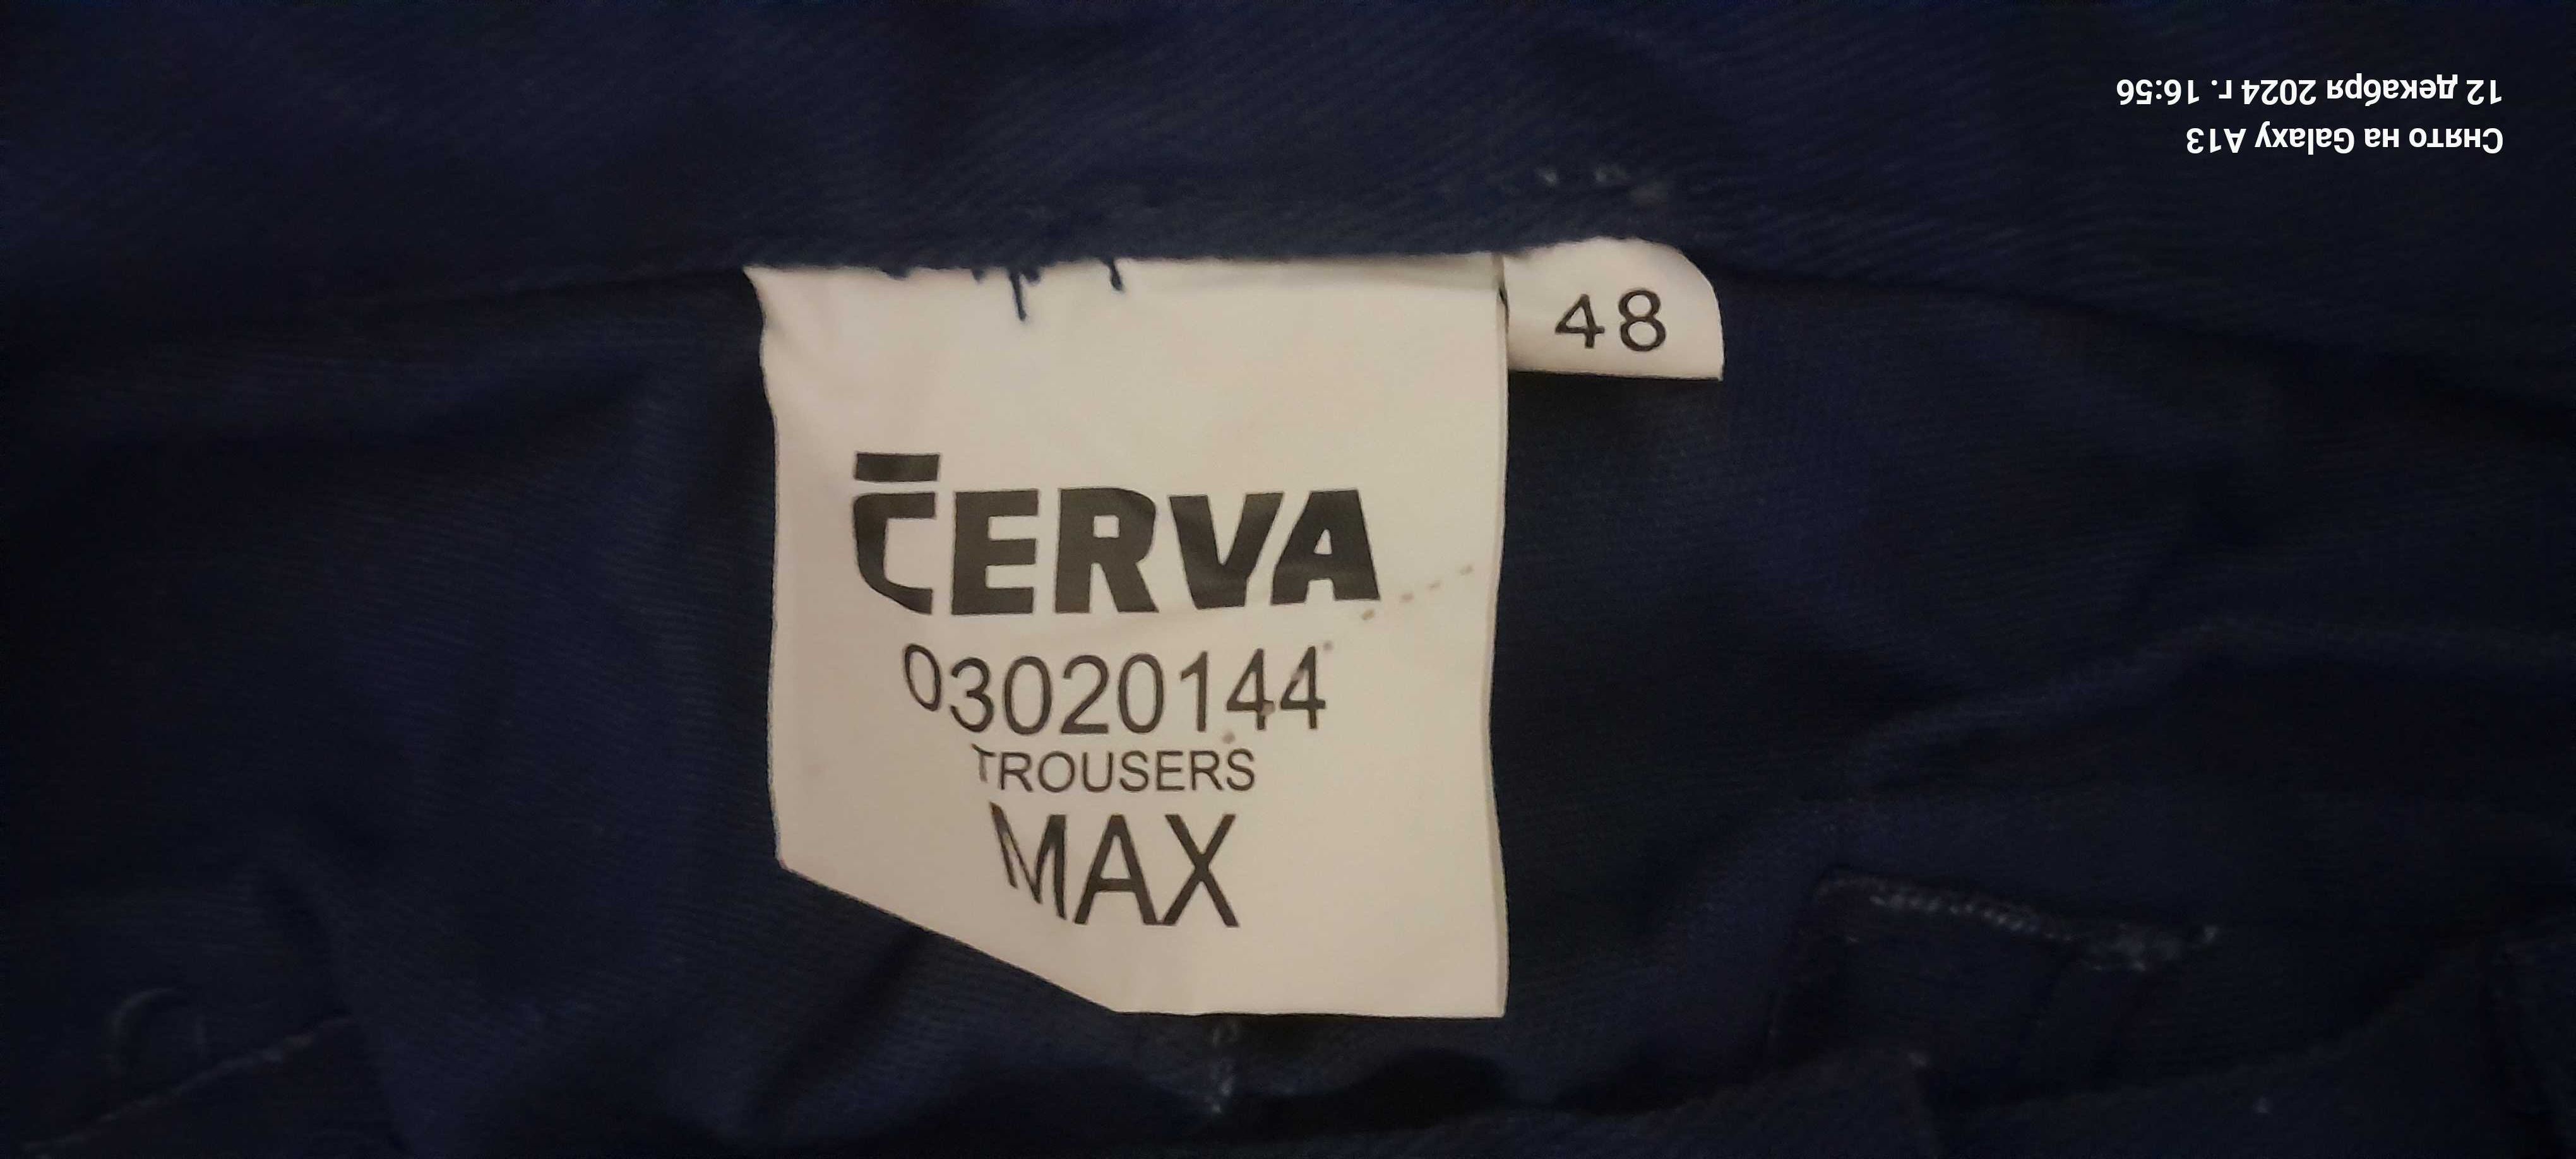 48
ČERVA
03020144
TROUSERS
MAX
Снято на Galaxy A13
12 декабря 2024 г. 16:56